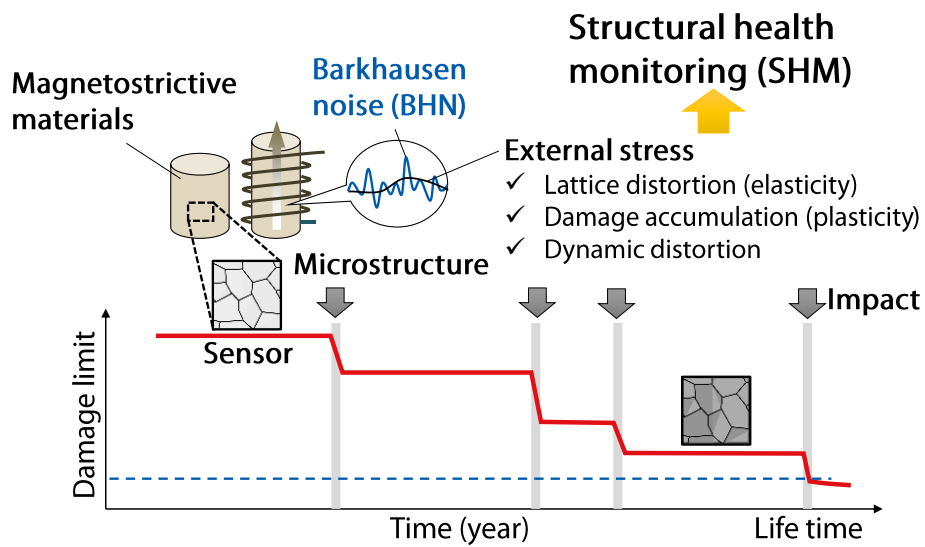 Structural health
monitoring (SHM)
Magnetostrictive
materials
Barkhausen
noise (BHN)
External stress
✓ Lattice distortion (elasticity)
✓ Damage accumulation (plasticity)
✓ Dynamic distortion
Microstructure
Impact
Sensor
Damage limit
Time (year)
Life time